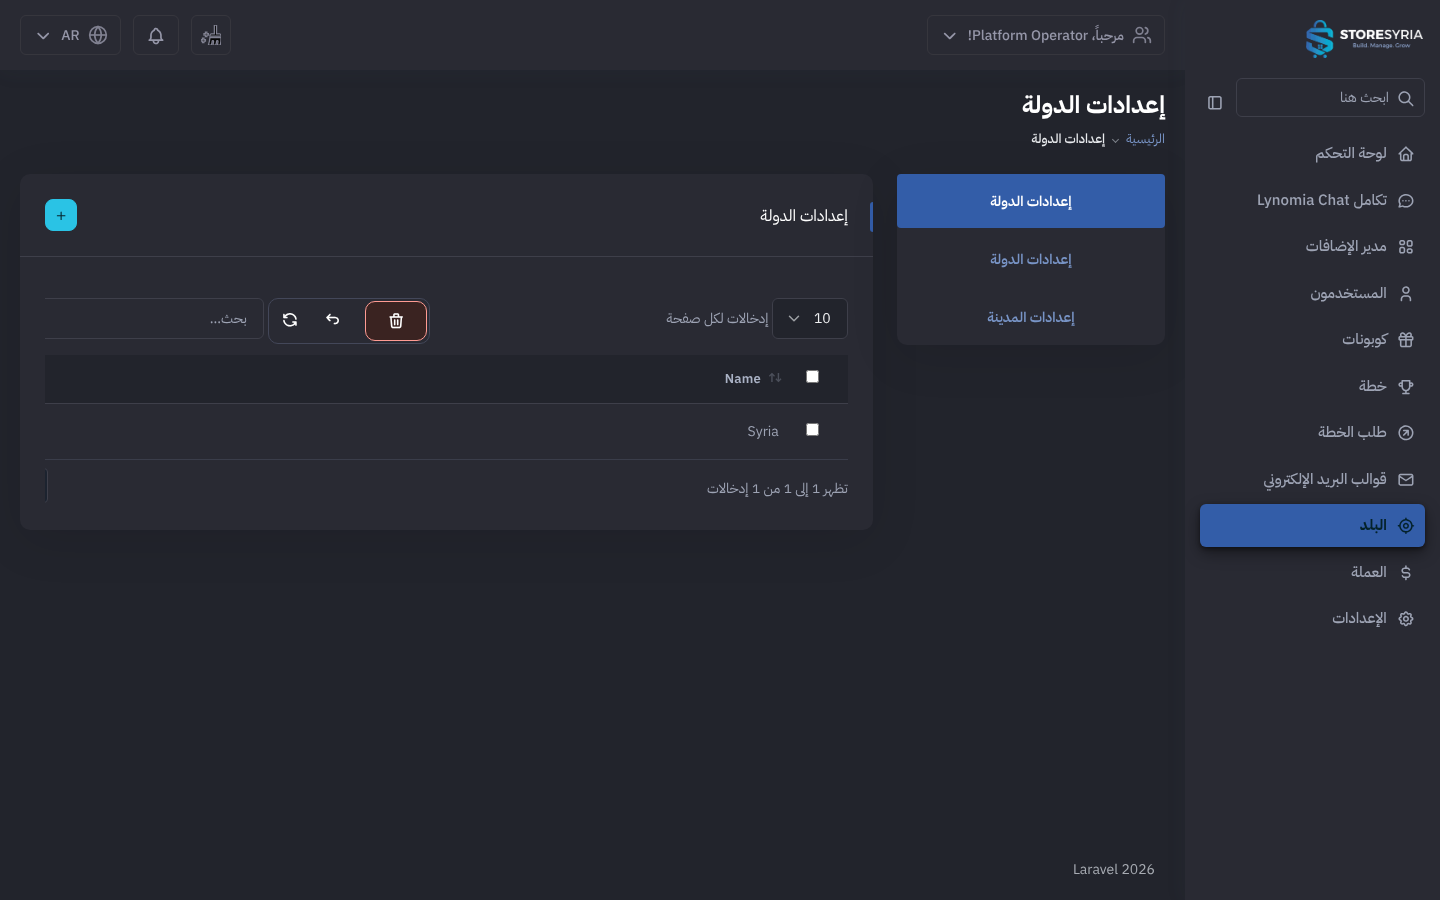 STORESYRIA
Build. Manage. Grow
مرحباً، Platform Operator!
AR
ابحث هنا
لوحة التحكم
تكامل Lynomia Chat
مدير الإضافات
المستخدمون
كوبونات
خطة
طلب الخطة
قوالب البريد الإلكتروني
البلد
العملة
الإعدادات
إعدادات الدولة
الرئيسية
إعدادات الدولة
إعدادات الدولة
إعدادات الدولة
إعدادات المدينة
إعدادات الدولة
+
10 إدخالات لكل صفحة
بحث...
Name
Syria
تظهر 1 إلى 1 من 1 إدخالات
Laravel 2026